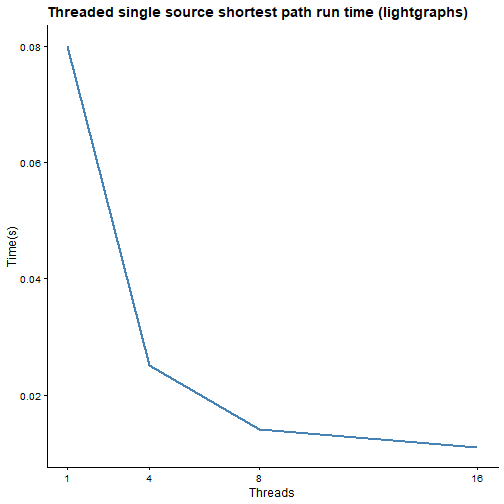 Threaded single source shortest path run time (lightgraphs)
0.08
0.06
0.04
0.02
Time(s)
1 4 8 16
Threads